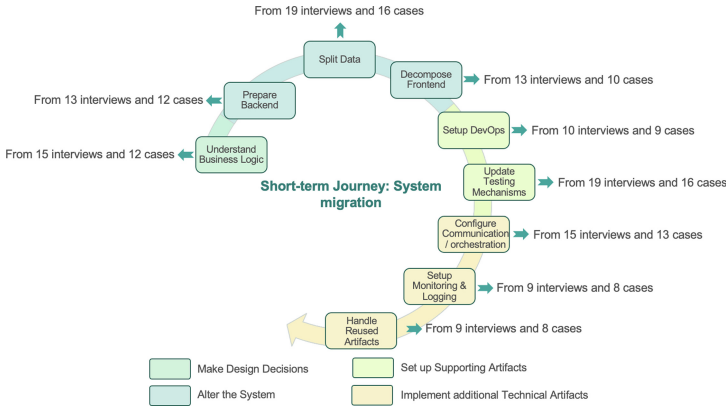 From 19 interviews and 16 cases
Split Data
Decompose
Frontend
From 13 interviews and 10 cases
Prepare
Backend
From 13 interviews and 12 cases
Setup DevOps
From 10 interviews and 9 cases
Understand
Business Logic
From 15 interviews and 12 cases
Update
Testing
Mechanisms
From 19 interviews and 16 cases
Short-term Journey: System
migration
Configure
Communication
/ orchestration
From 15 interviews and 13 cases
Setup
Monitoring &
Logging
From 9 interviews and 8 cases
Handle
Reused
Artifacts
From 9 interviews and 8 cases
Make Design Decisions
Set up Supporting Artifacts
Alter the System
Implement additional Technical Artifacts